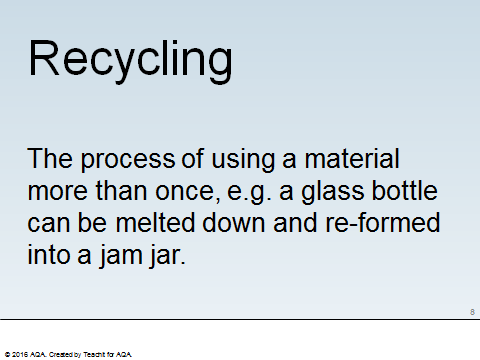 Recycling
The process of using a material
more than once, e.g. a glass bottle
can be melted down and re-formed
into a jam jar.
8
© 2016 AQA. Created by Teachit for AQA.